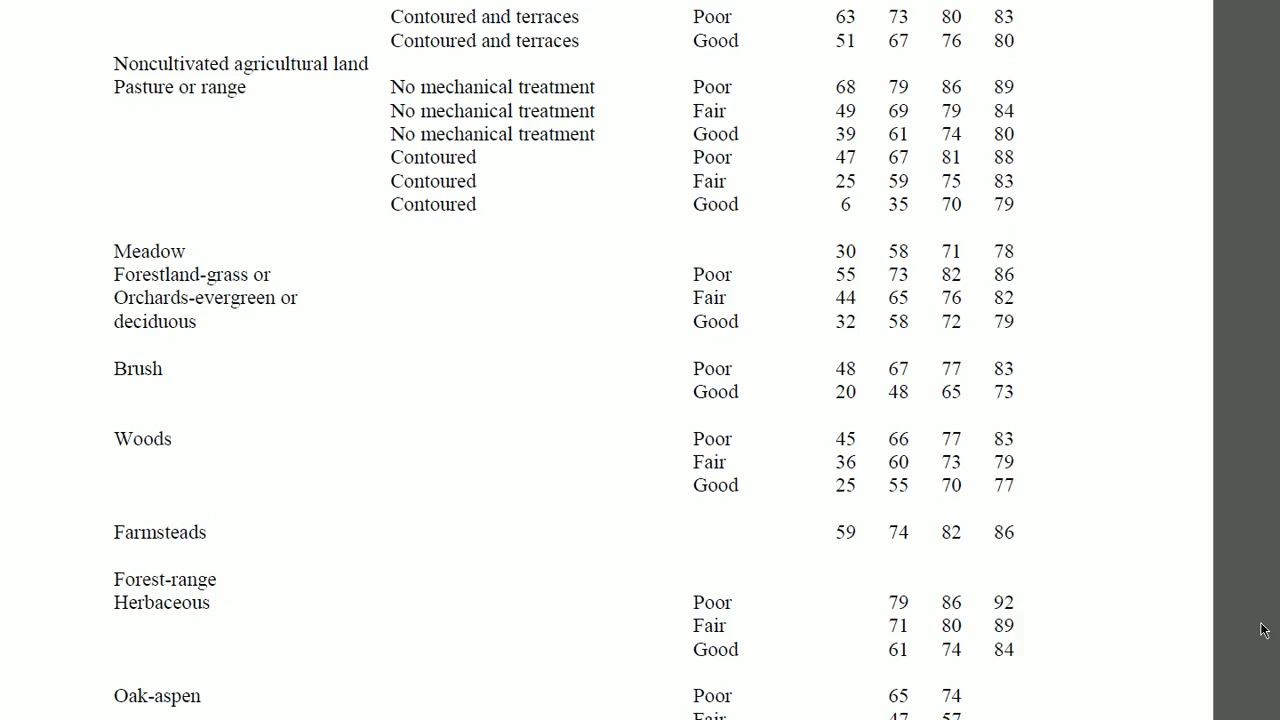 Contoured and terraces Poor 63 73 80 83
Contoured and terraces Good 51 67 76 80
Noncultivated agricultural land
Pasture or range No mechanical treatment Poor 68 79 86 89
No mechanical treatment Fair 49 69 79 84
No mechanical treatment Good 39 61 74 80
Contoured Poor 47 67 81 88
Contoured Fair 25 59 75 83
Contoured Good 6 35 70 79
Meadow 30 58 71 78
Forestland-grass or Poor 55 73 82 86
Orchards-evergreen or Fair 44 65 76 82
deciduous Good 32 58 72 79
Brush Poor 48 67 77 83
Good 20 48 65 73
Woods Poor 45 66 77 83
Fair 36 60 73 79
Good 25 55 70 77
Farmsteads 59 74 82 86
Forest-range
Herbaceous Poor 79 86 92
Fair 71 80 89
Good 61 74 84
Oak-aspen Poor 65 74
Fair 47 57